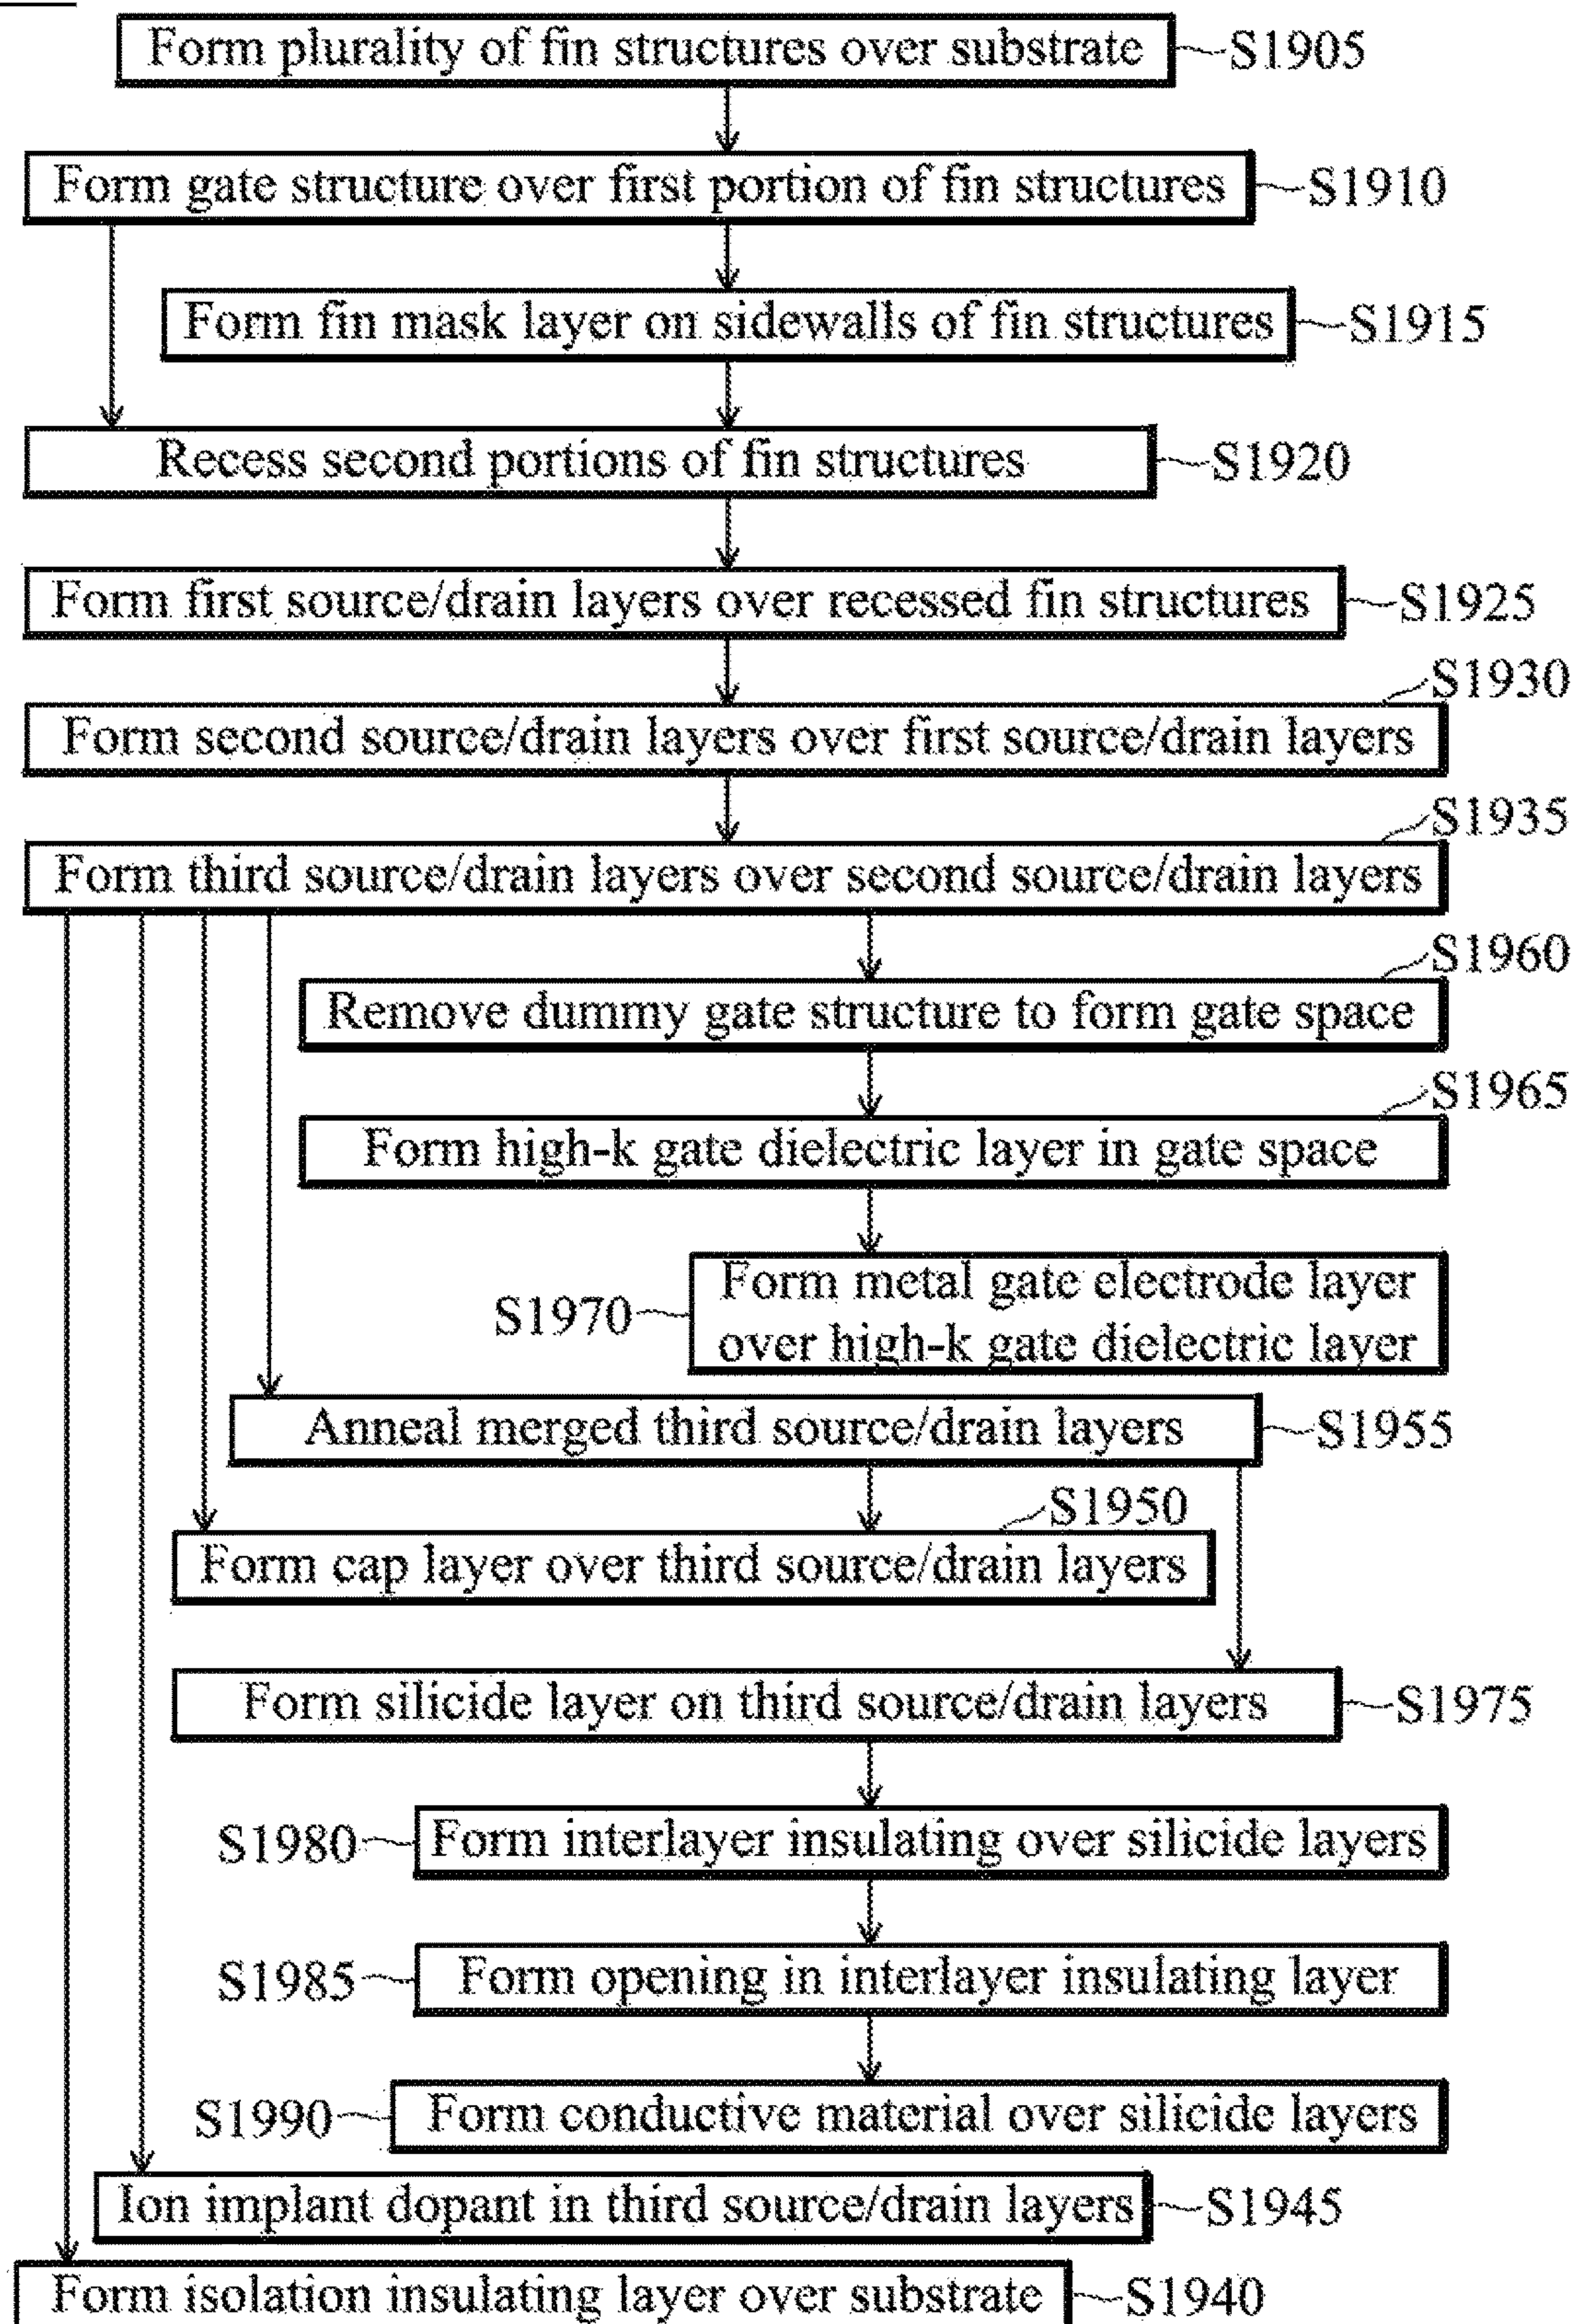 Form plurality of fin structures over substrate S1905
Form gate structure over first portion of fin structures S1910
Form fin mask layer on sidewalls of fin structures S1915
Recess second portions of fin structures S1920
Form first source/drain layers over recessed fin structures S1925
S1930
Form second source/drain layers over first source/drain layers
S1935
Form third source/drain layers over second source/drain layers
S1960
Remove dummy gate structure to form gate space
S1965
Form high-k gate dielectric layer in gate space
Form metal gate electrode layer
S1970
over high-k gate dielectric layer
Anneal merged third source/drain layers S1955
S1950
Form cap layer over third source/drain layers
Form silicide layer on third source/drain layers S1975
S1980 Form interlayer insulating over silicide layers
S1985 Form opening in interlayer insulating layer
S1990 Form conductive material over silicide layers
Ion implant dopant in third source/drain layers S1945
Form isolation insulating layer over substrate S1940